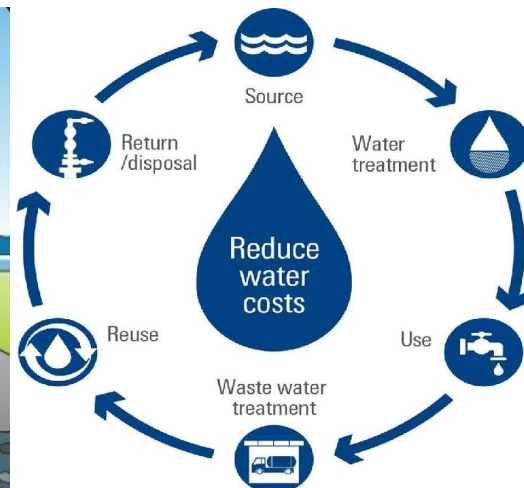 Source
Water
treatment
Use
Waste water
treatment
Reuse
Return
/disposal
Reduce
water
costs